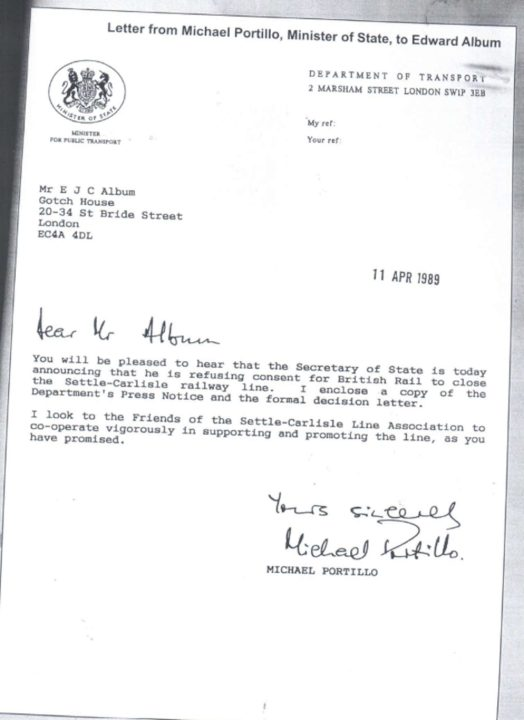 Letter from Michael Portillo, Minister of State, to Edward Album
DEPARTMENT OF TRANSPORT
2 MARSHAM STREET LONDON SW1P 3EB
MINISTER OF STATE
MINISTER
FOR PUBLIC TRANSPORT
My ref:
Your ref:
Mr E J C Album
Gotch House
20-34 St Bride Street
London
EC4A 4DL
11 APR 1989
Dear Mr Album
You will be pleased to hear that the Secretary of State is today
announcing that he is refusing consent for British Rail to close
the Settle-Carlisle railway line. I enclose a copy of the
Department's Press Notice and the formal decision letter.
I look to the Friends of the Settle-Carlisle Line Association to
co-operate vigorously in supporting and promoting the line, as you
have promised.
Yours sincerely
Michael Portillo.
MICHAEL PORTILLO